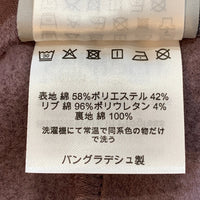 表地 綿 58%ポリエステル 42%
リブ 綿 96%ポリウレタン 4%
裏地 綿 100%
洗濯機にて常温で同系色の物だけ
で洗う
バングラデシュ製